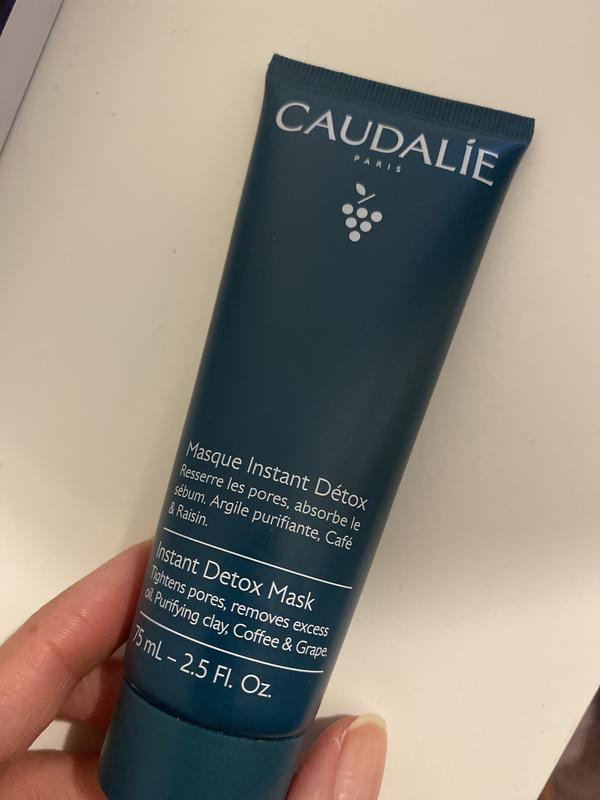 CAUDALÍE
PARIS
Masque Instant Détox
Resserre les pores, absorbe le
sébum. Argile purifiante, Café
& Raisin.
Instant Detox Mask
Tightens pores, removes excess
oil. Purifying clay, Coffee & Grape.
75 mL – 2.5 Fl. Oz.